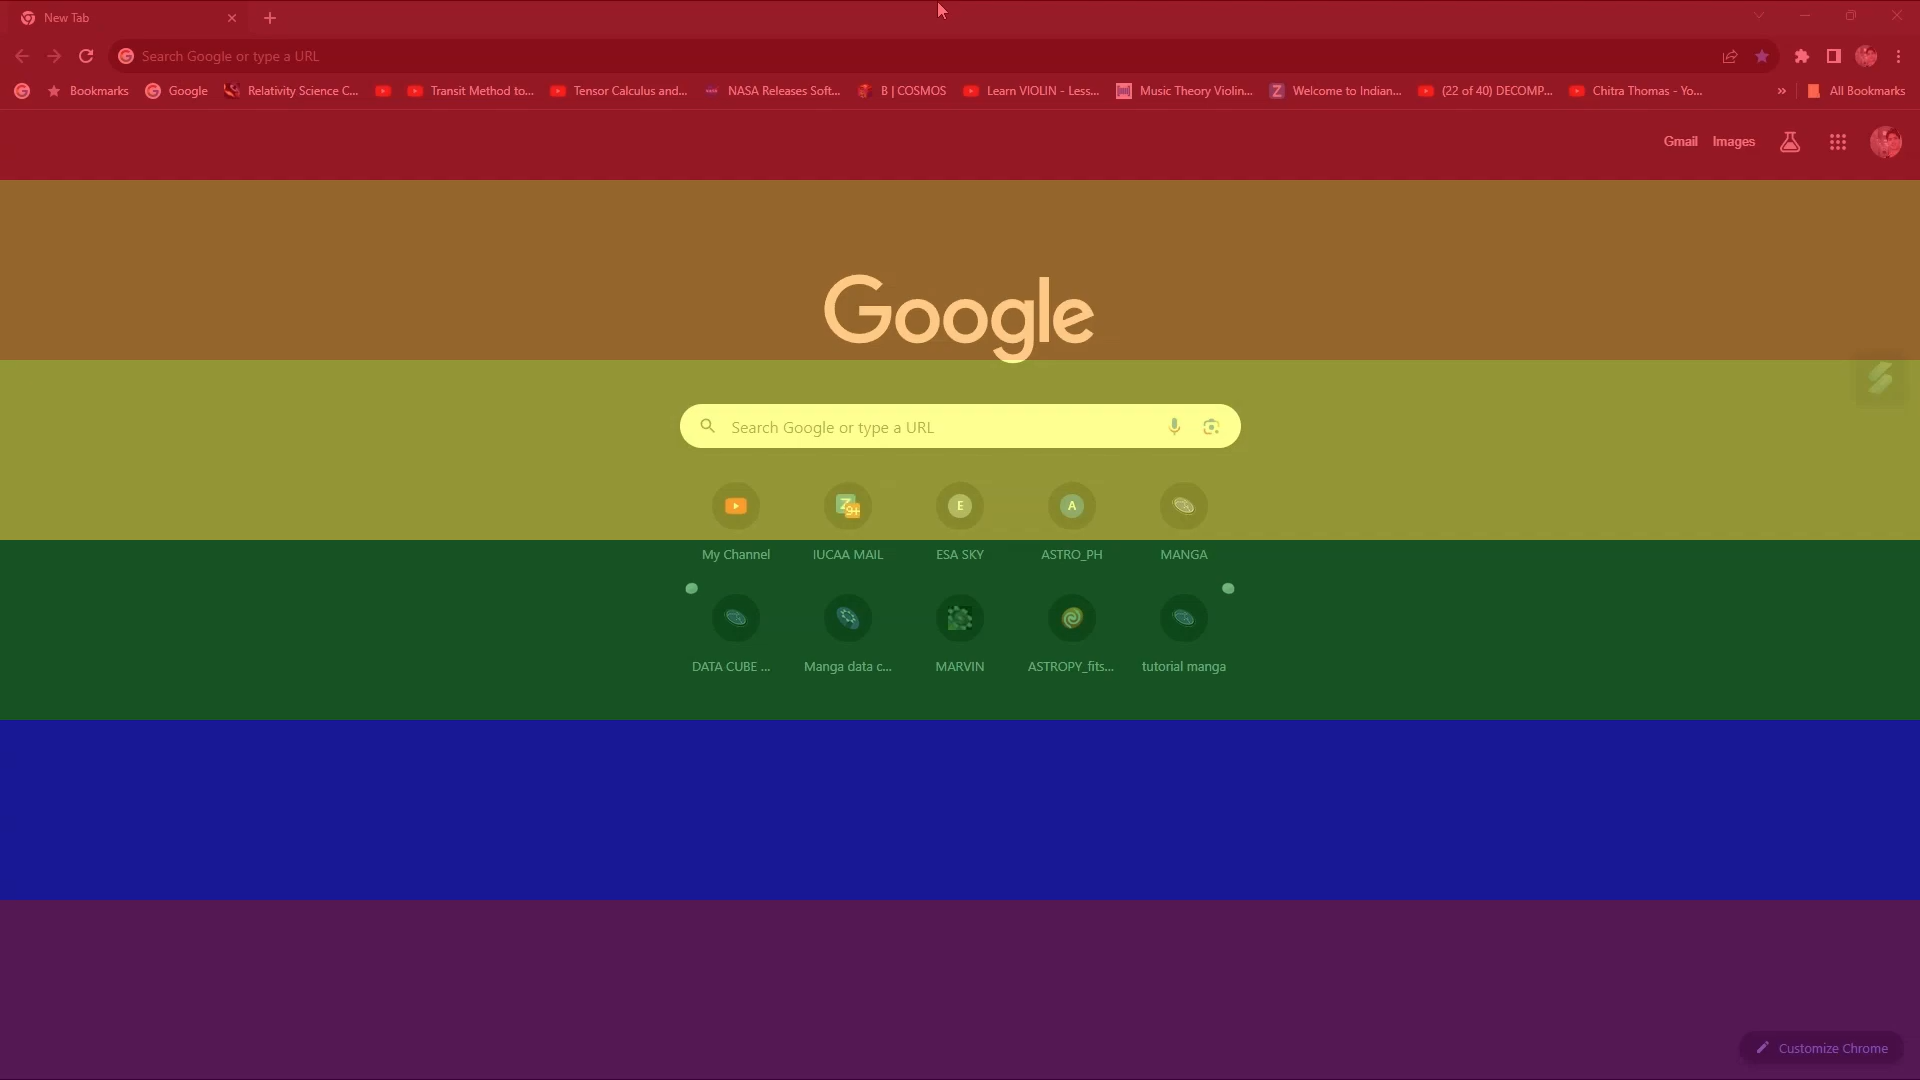 New Tab
Search Google or type a URL
Bookmarks Google Relativity Science C... Transit Method to... Tensor Calculus and... NASA Releases Soft... B | COSMOS Learn VIOLIN - Less... Music Theory Violin... Welcome to Indian... (22 of 40) DECOMP... Chitra Thomas - Yo... » All Bookmarks
Gmail Images
Google
Search Google or type a URL
Z 9+ E A
My Channel IUCAA MAIL ESA SKY ASTRO_PH MANGA
DATA CUBE ... Manga data c... MARVIN ASTROPY_fits... tutorial manga
Customize Chrome